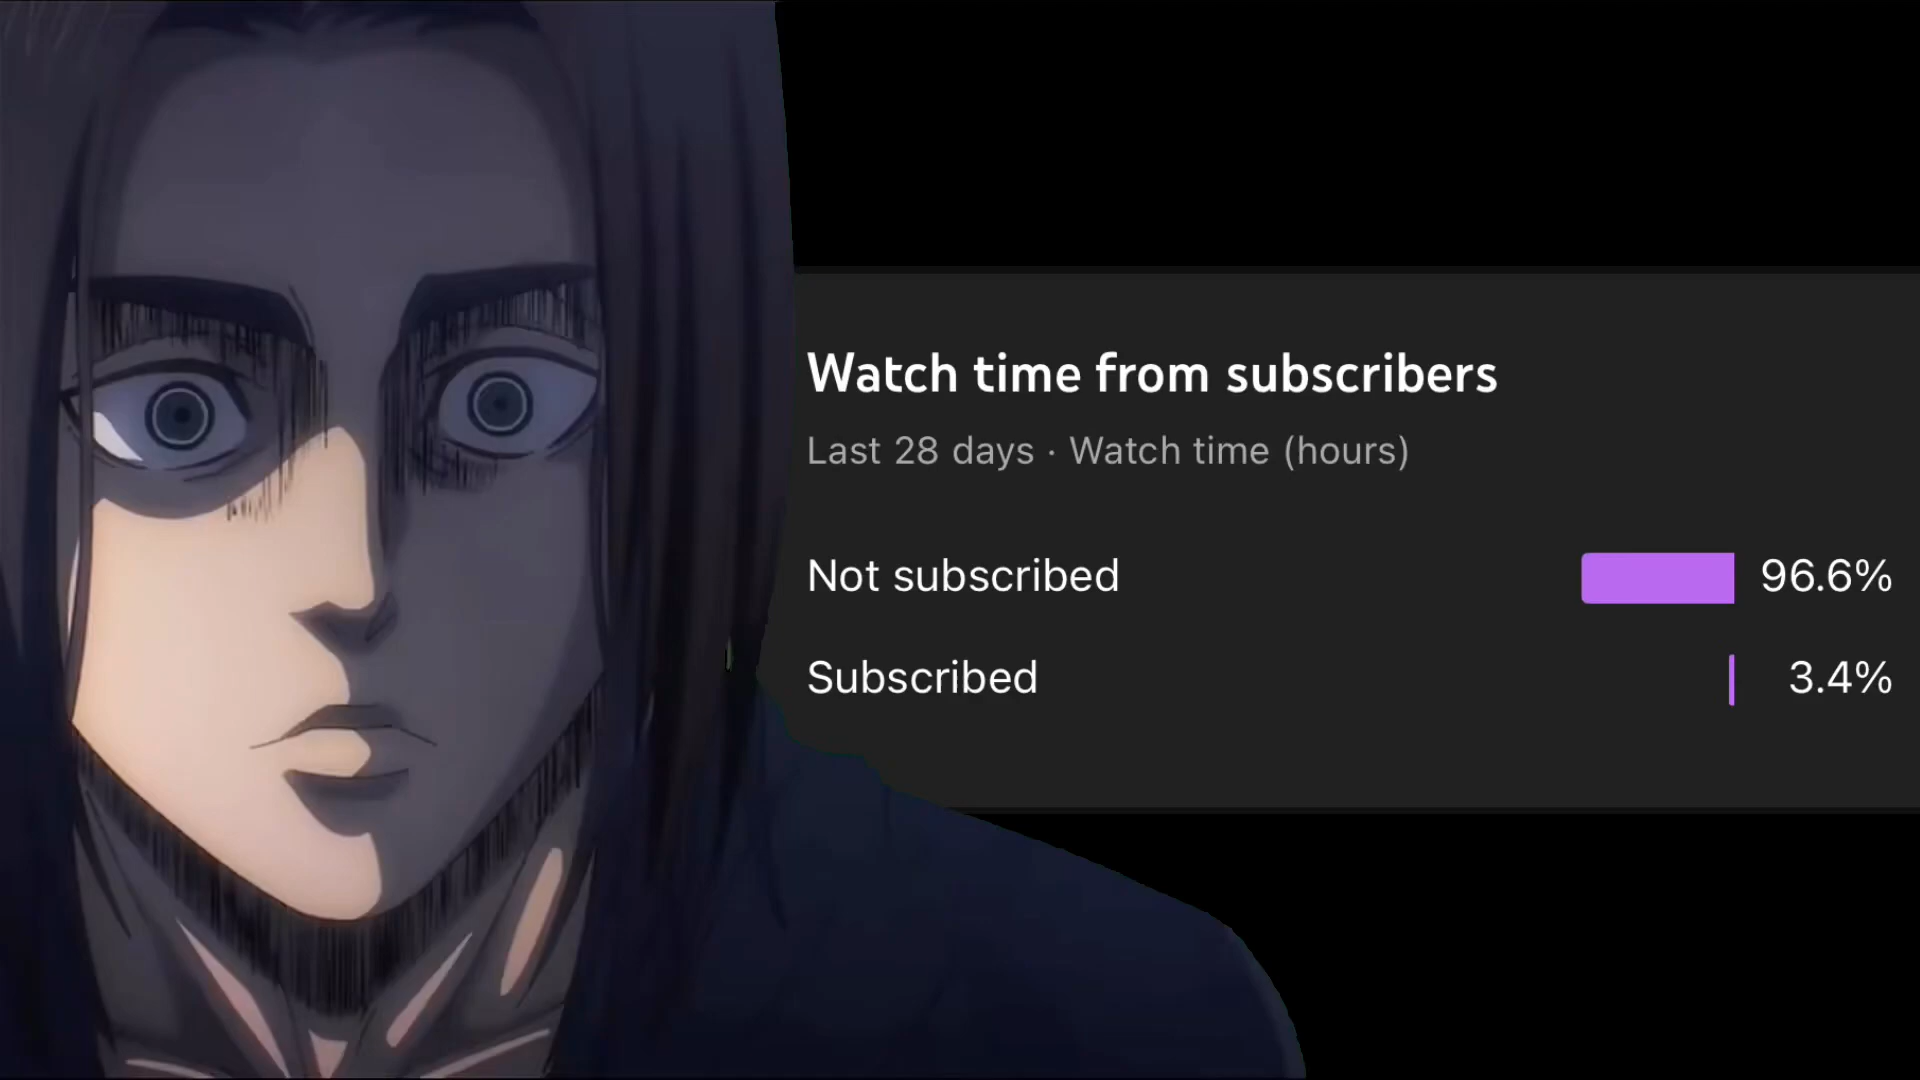 Watch time from subscribers
Last 28 days · Watch time (hours)
Not subscribed 96.6%
Subscribed 3.4%